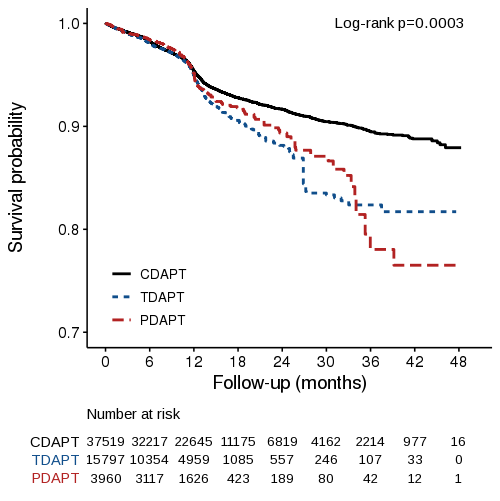 Log-rank p=0.0003
1.0
0.9
0.8
0.7
Survival probability
CDAPT
TDAPT
PDAPT
0 6 12 18 24 30 36 42 48
Follow-up (months)
Number at risk
CDAPT 37519 32217 22645 11175 6819 4162 2214 977 16
TDAPT 15797 10354 4959 1085 557 246 107 33 0
PDAPT 3960 3117 1626 423 189 80 42 12 1